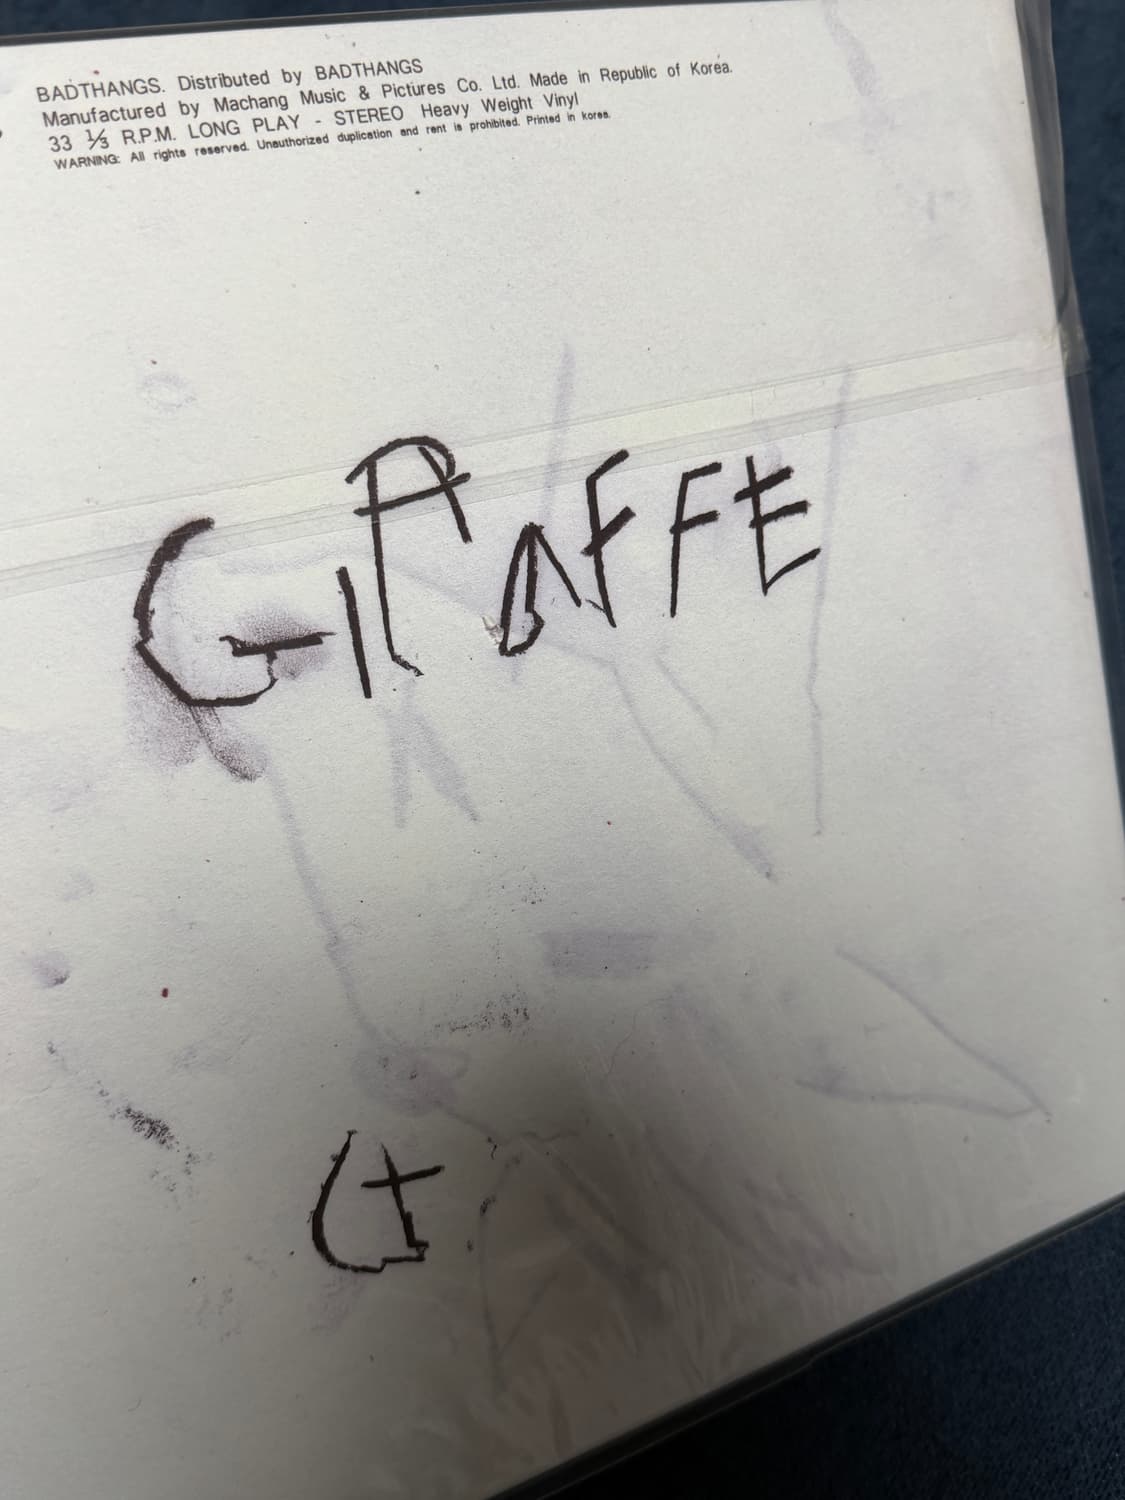 BADTHANGS. Distributed by BADTHANGS
Manufactured by Machang Music & Pictures Co. Ltd. Made in Republic of Korea.
33 ⅓ R.P.M. LONG PLAY - STEREO Heavy Weight Vinyl
WARNING: All rights reserved. Unauthorized duplication and rent is prohibited. Printed in korea.
GIRAFFE